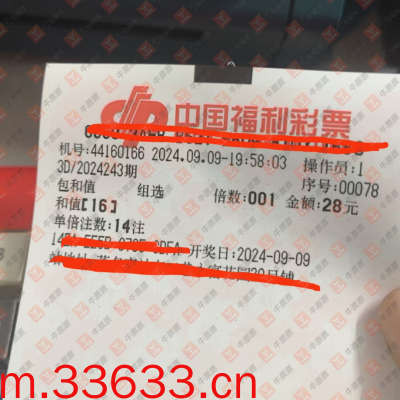 中国福利彩票
机号:44160166 2024.09.09-19:58:03 操作员:1
3D/2024243期 序号:00078
包和值 组选 倍数:001 金额:28元
和值【16】
单倍注数:14注
开奖日:2024-09-09
m.33633.cn